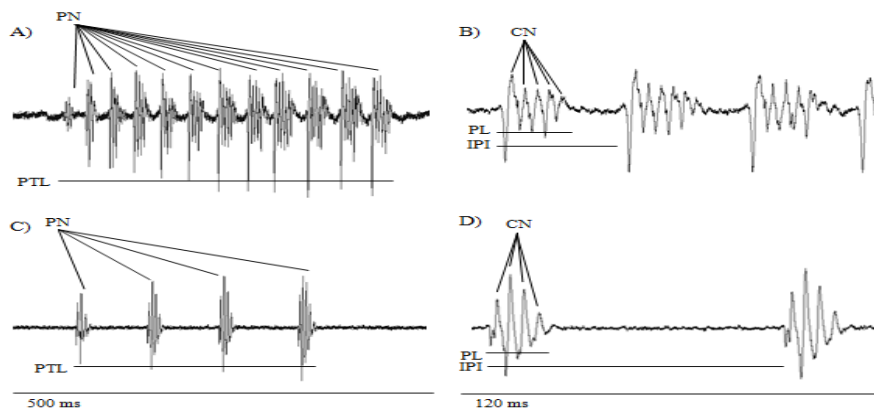 A) PN
PTL
B) CN
PL
IPI
C) PN
PTL
500 ms
D) CN
PL
IPI
120 ms